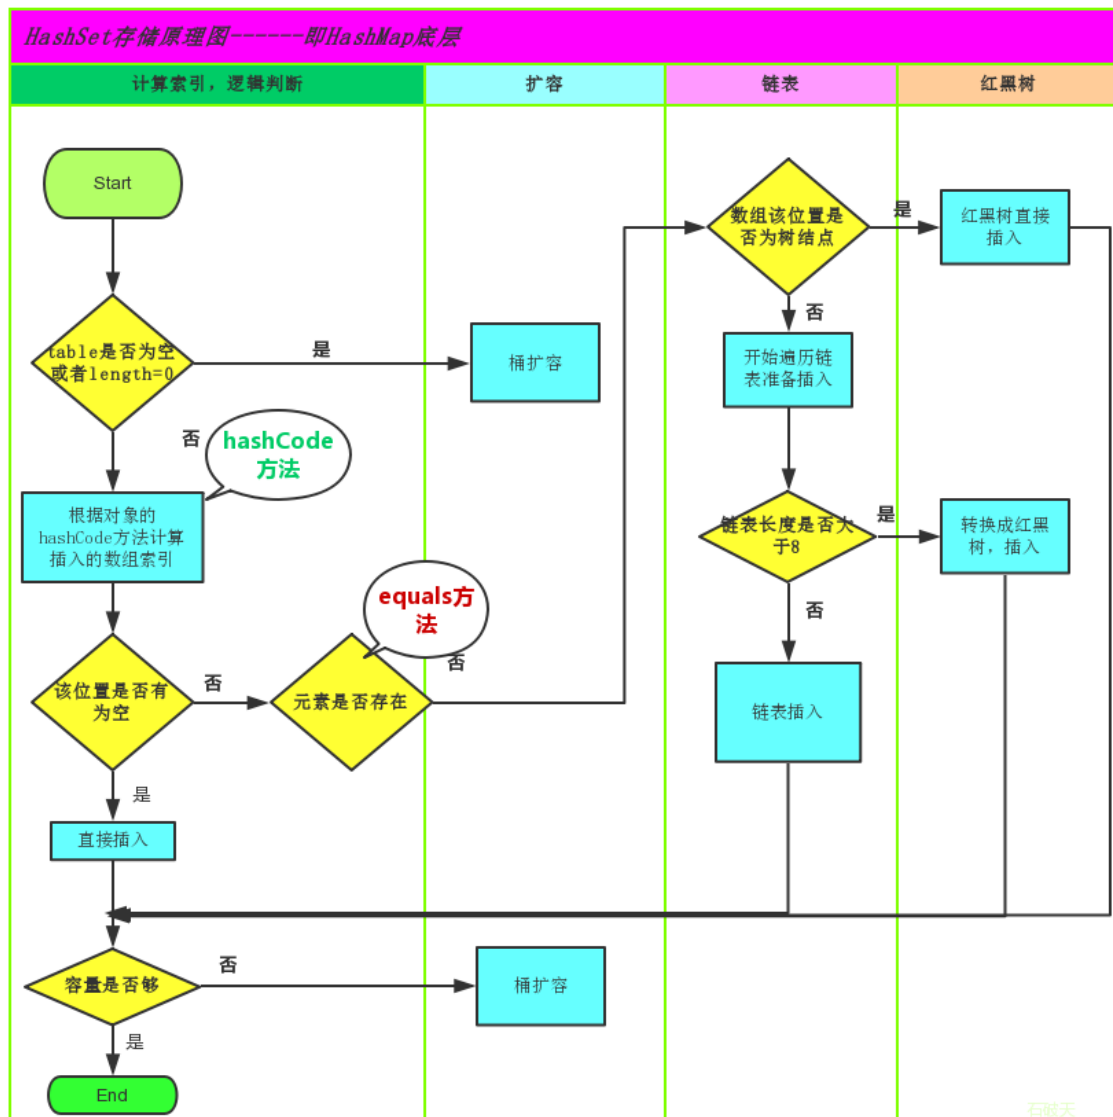 HashSet存储原理图------即HashMap底层
计算索引，逻辑判断
扩容
链表
红黑树
Start
table是否为空
或者length=0
是
桶扩容
否
hashCode
方法
根据对象的
hashCode方法计算
插入的数组索引
该位置是否有
为空
否
equals方
法
元素是否存在
否
是
直接插入
数组该位置是
否为树结点
是
红黑树直接
插入
否
开始遍历链
表准备插入
链表长度是否大
于8
是
转换成红黑
树，插入
否
链表插入
容量是否够
否
桶扩容
是
End
石破天